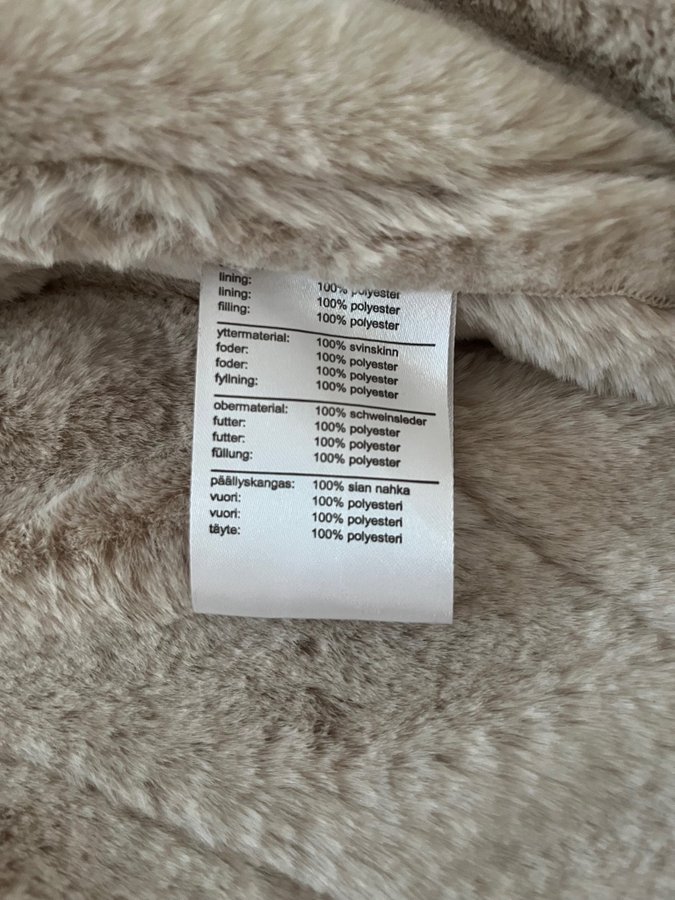 lining: 100% polyester
lining: 100% polyester
filling: 100% polyester
yttermaterial: 100% svinskinn
foder: 100% polyester
foder: 100% polyester
fyllning: 100% polyester
obermaterial: 100% schweinsleder
futter: 100% polyester
futter: 100% polyester
füllung: 100% polyester
päällyskangas: 100% sian nahka
vuori: 100% polyesteri
vuori: 100% polyesteri
täyte: 100% polyesteri